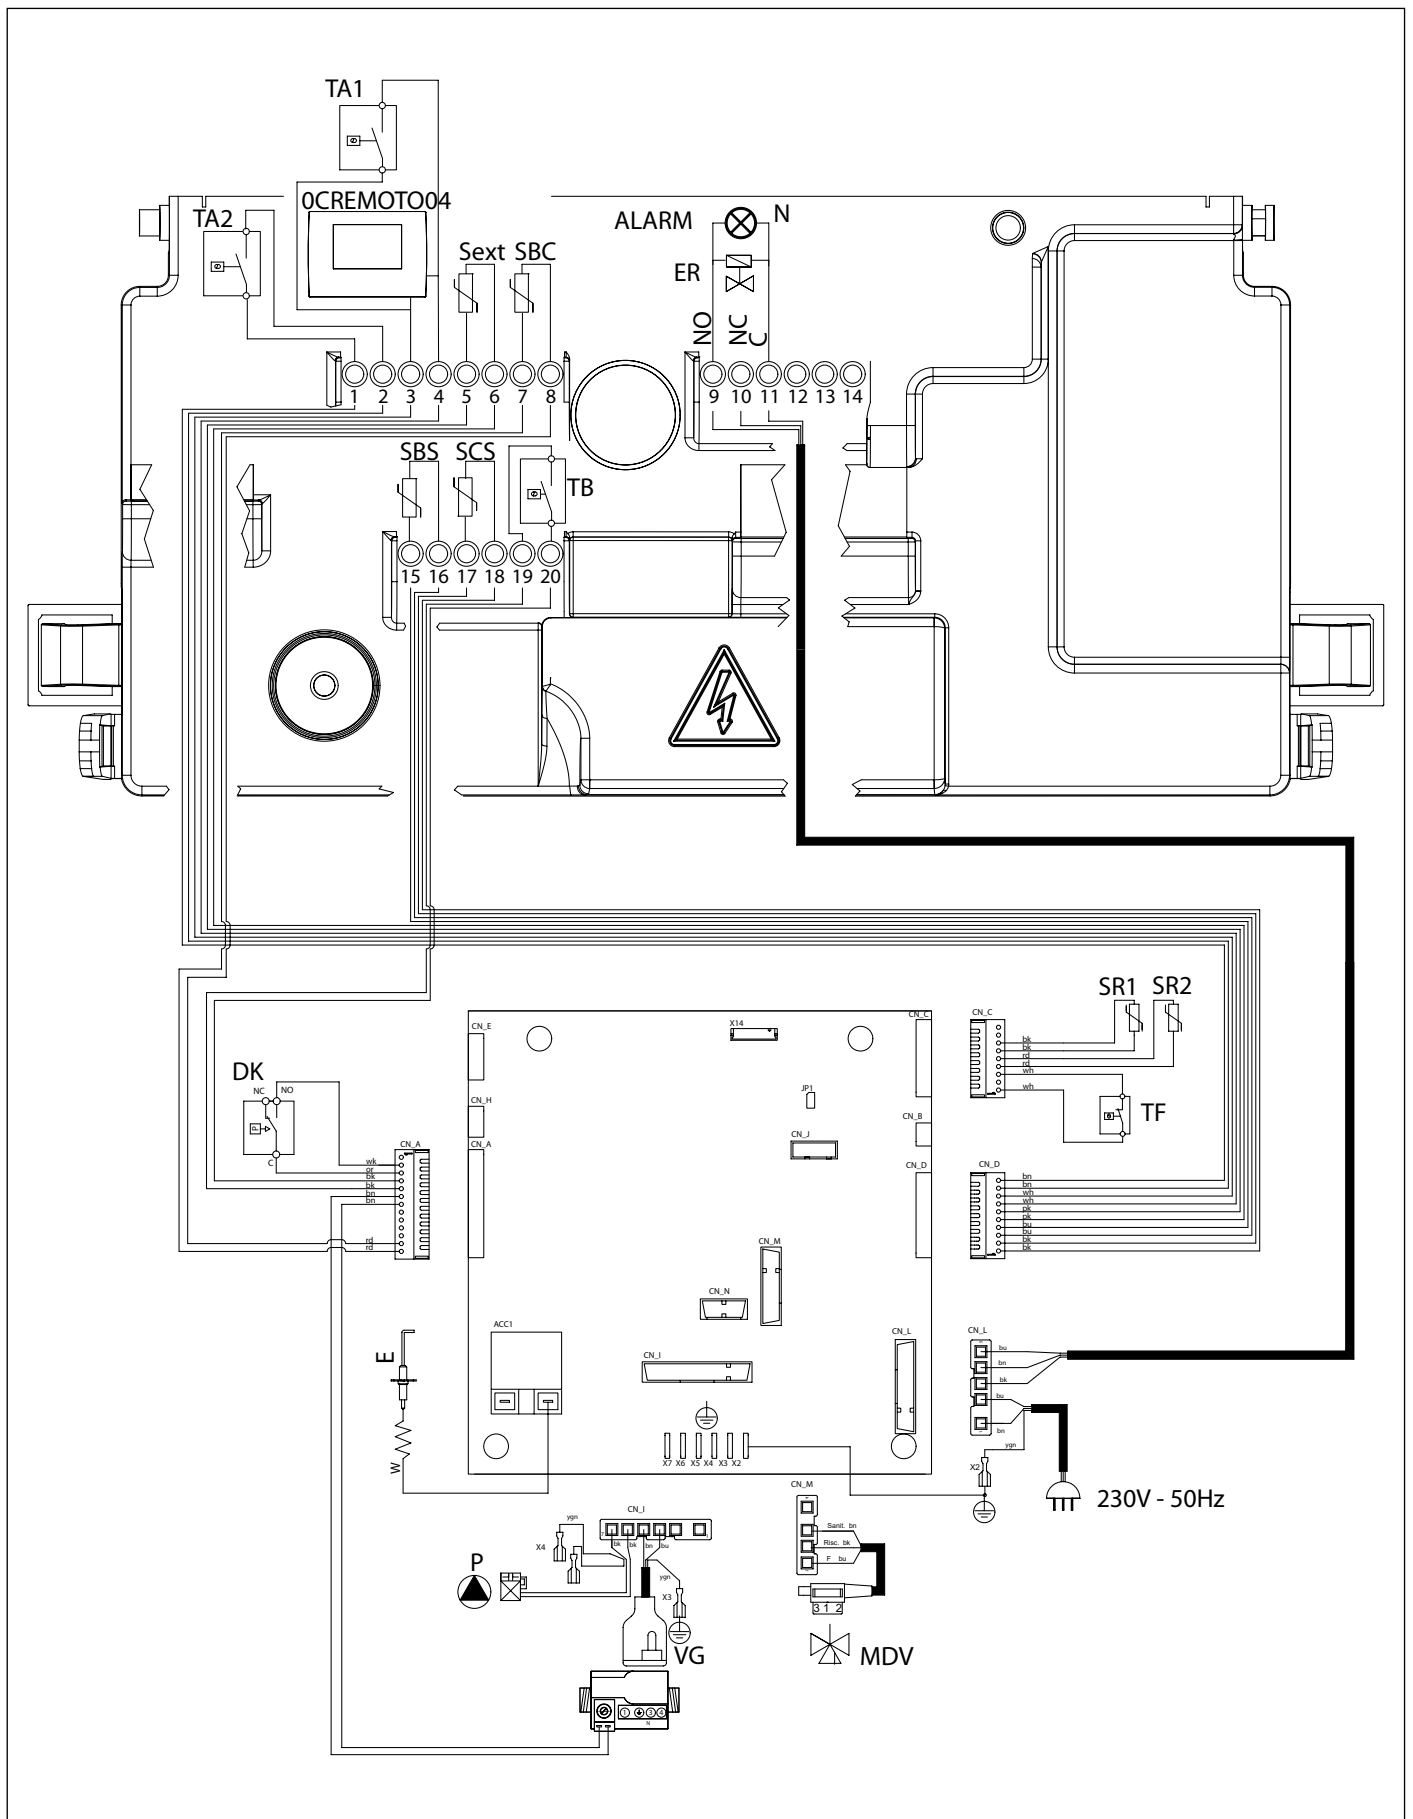 TA1
0CREMOTO04
TA2
ALARM
N
Sext SBC
ER
NO
NC
C
1 2 3 4 5 6 7 8
9 10 11 12 13 14
SBS SCS
TB
15 16 17 18 19 20
SR1 SR2
CN_E
X14
CN_C
CN_C
bk
bk
rd
rd
wh
wh
TF
DK
NC
NO
P
C
JP1
CN_H
CN_B
CN_J
CN_A
CN_A
wk
or
bk
bk
bn
bn
rd
rd
CN_D
CN_D
bn
bn
wh
wh
pk
pk
bu
bu
bk
bk
CN_M
CN_N
ACC1
CN_L
CN_L
bu
bn
bk
bu
bn
ygn
E
CN_I
W
X7 X6 X5 X4 X3 X2
X2
230V - 50Hz
CN_M
Sanit. bn
Risc. bk
F bu
3 1 2
MDV
CN_I
ygn
bk
bk
bn
bu
X4
P
ygn
X3
VG
1
3
4
N